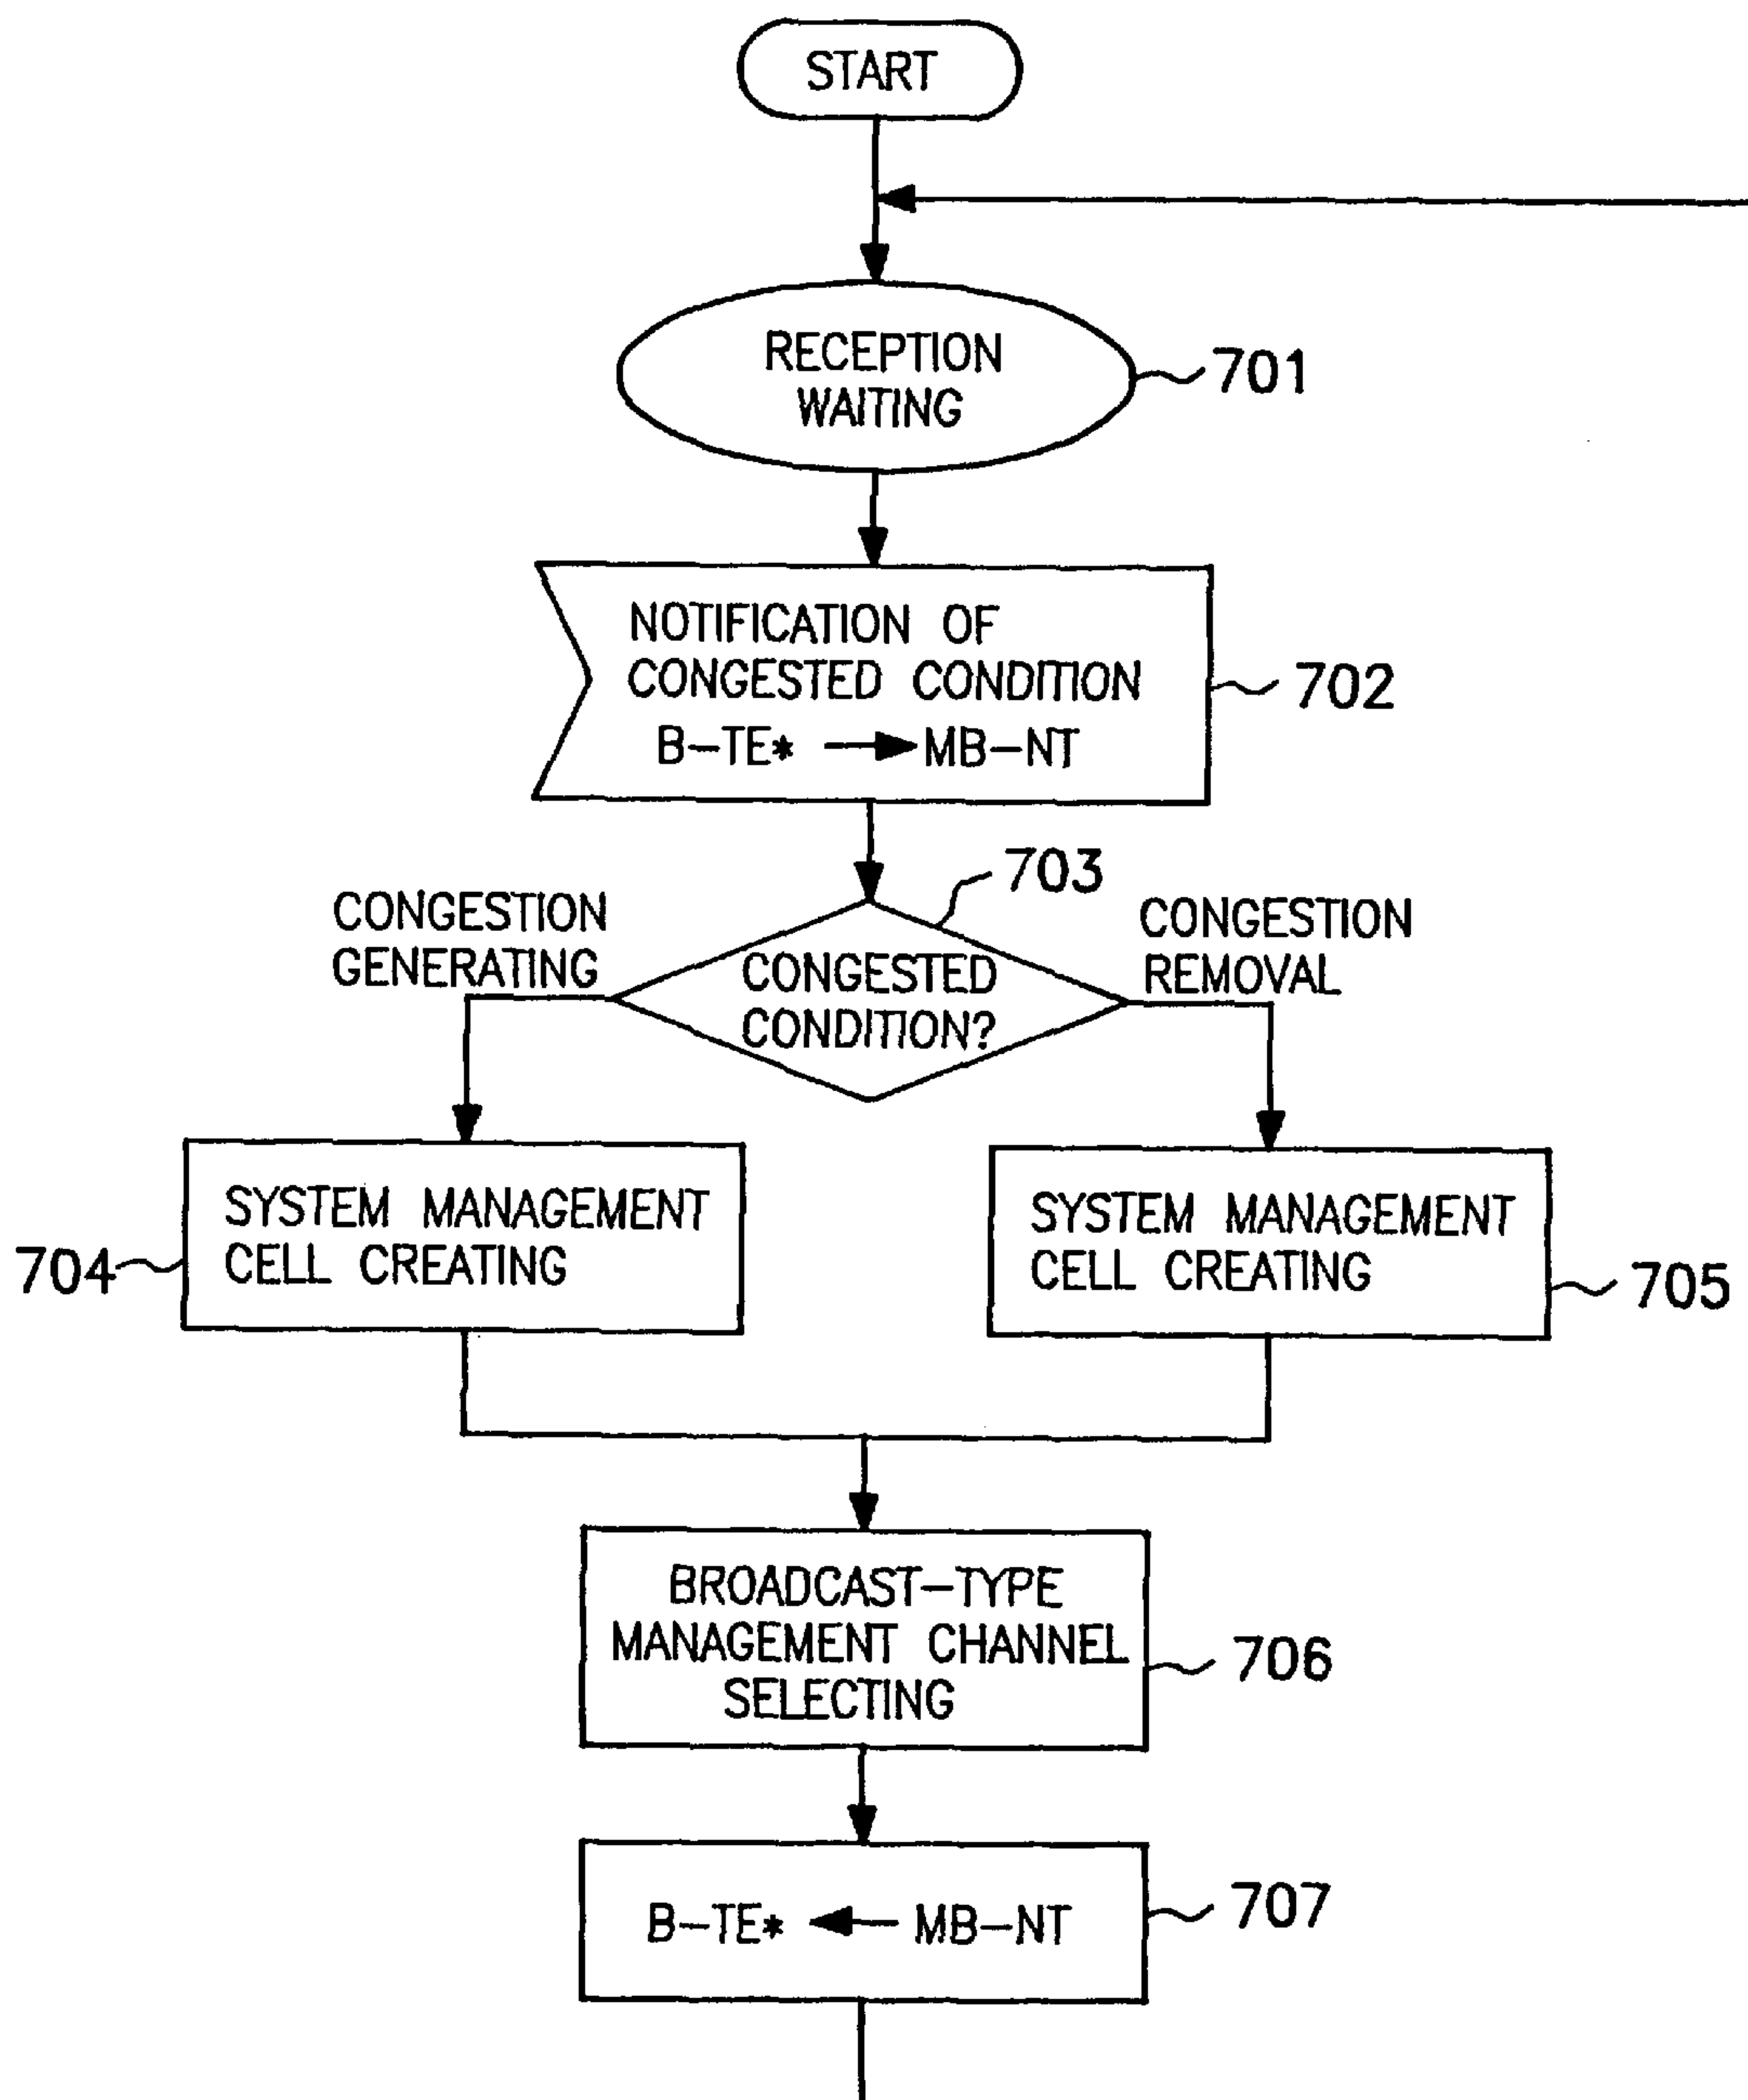 START
RECEPTION
WAITING
701
NOTIFICATION OF
CONGESTED CONDITION
B-TE* → MB-NT
702
703
CONGESTION
GENERATING
CONGESTED
CONDITION?
CONGESTION
REMOVAL
SYSTEM MANAGEMENT
CELL CREATING
704
SYSTEM MANAGEMENT
CELL CREATING
705
BROADCAST-TYPE
MANAGEMENT CHANNEL
SELECTING
706
B-TE* ← MB-NT
707